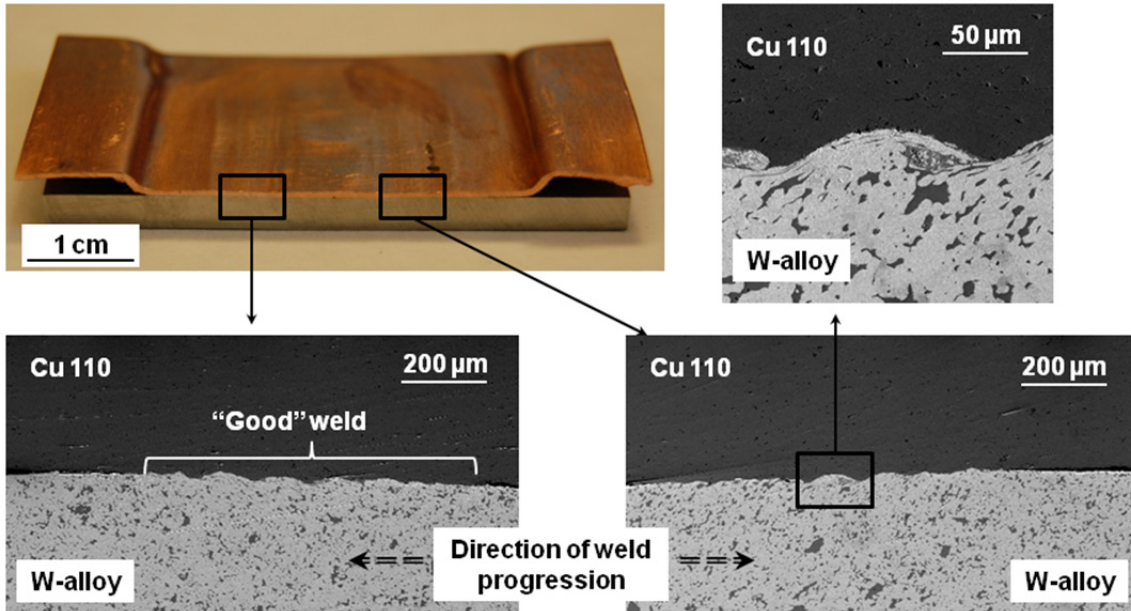 1 cm
Cu 110
50 µm
W-alloy
Cu 110
200 µm
“Good” weld
W-alloy
Cu 110
200 µm
W-alloy
Direction of weld
progression